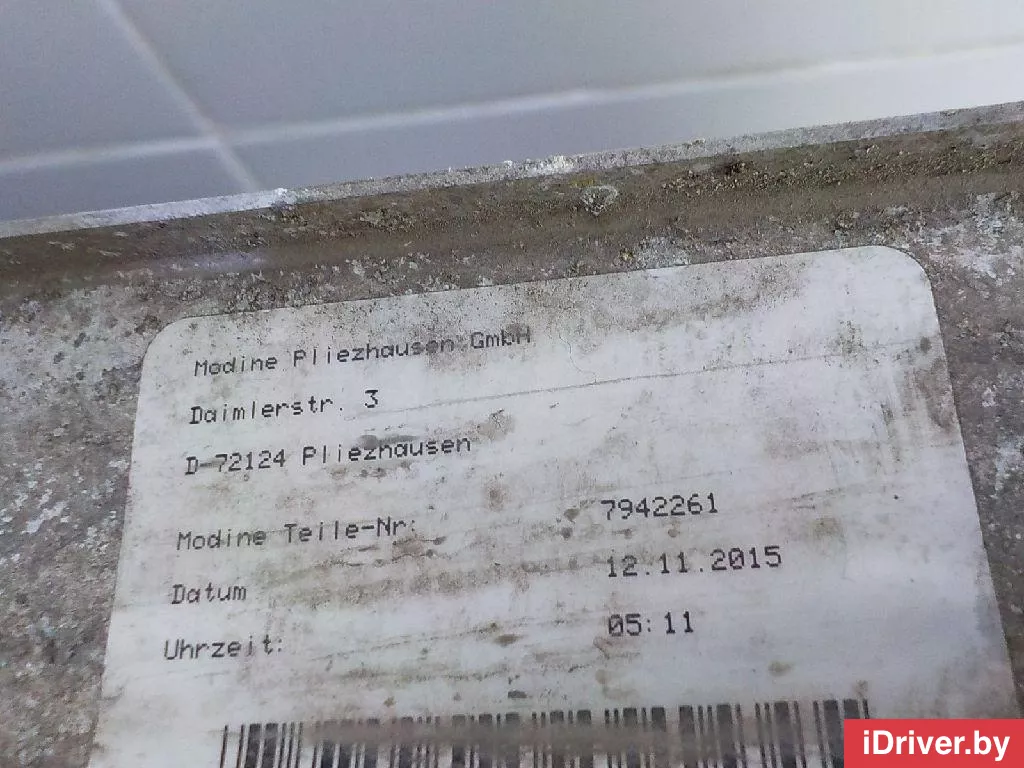 Modine Pliezhausen GmbH
Daimlerstr. 3
D-72124 Pliezhausen
Modine Teile-Nr: 7942261
Datum 12.11.2015
Uhrzeit: 05:11
iDriver.by